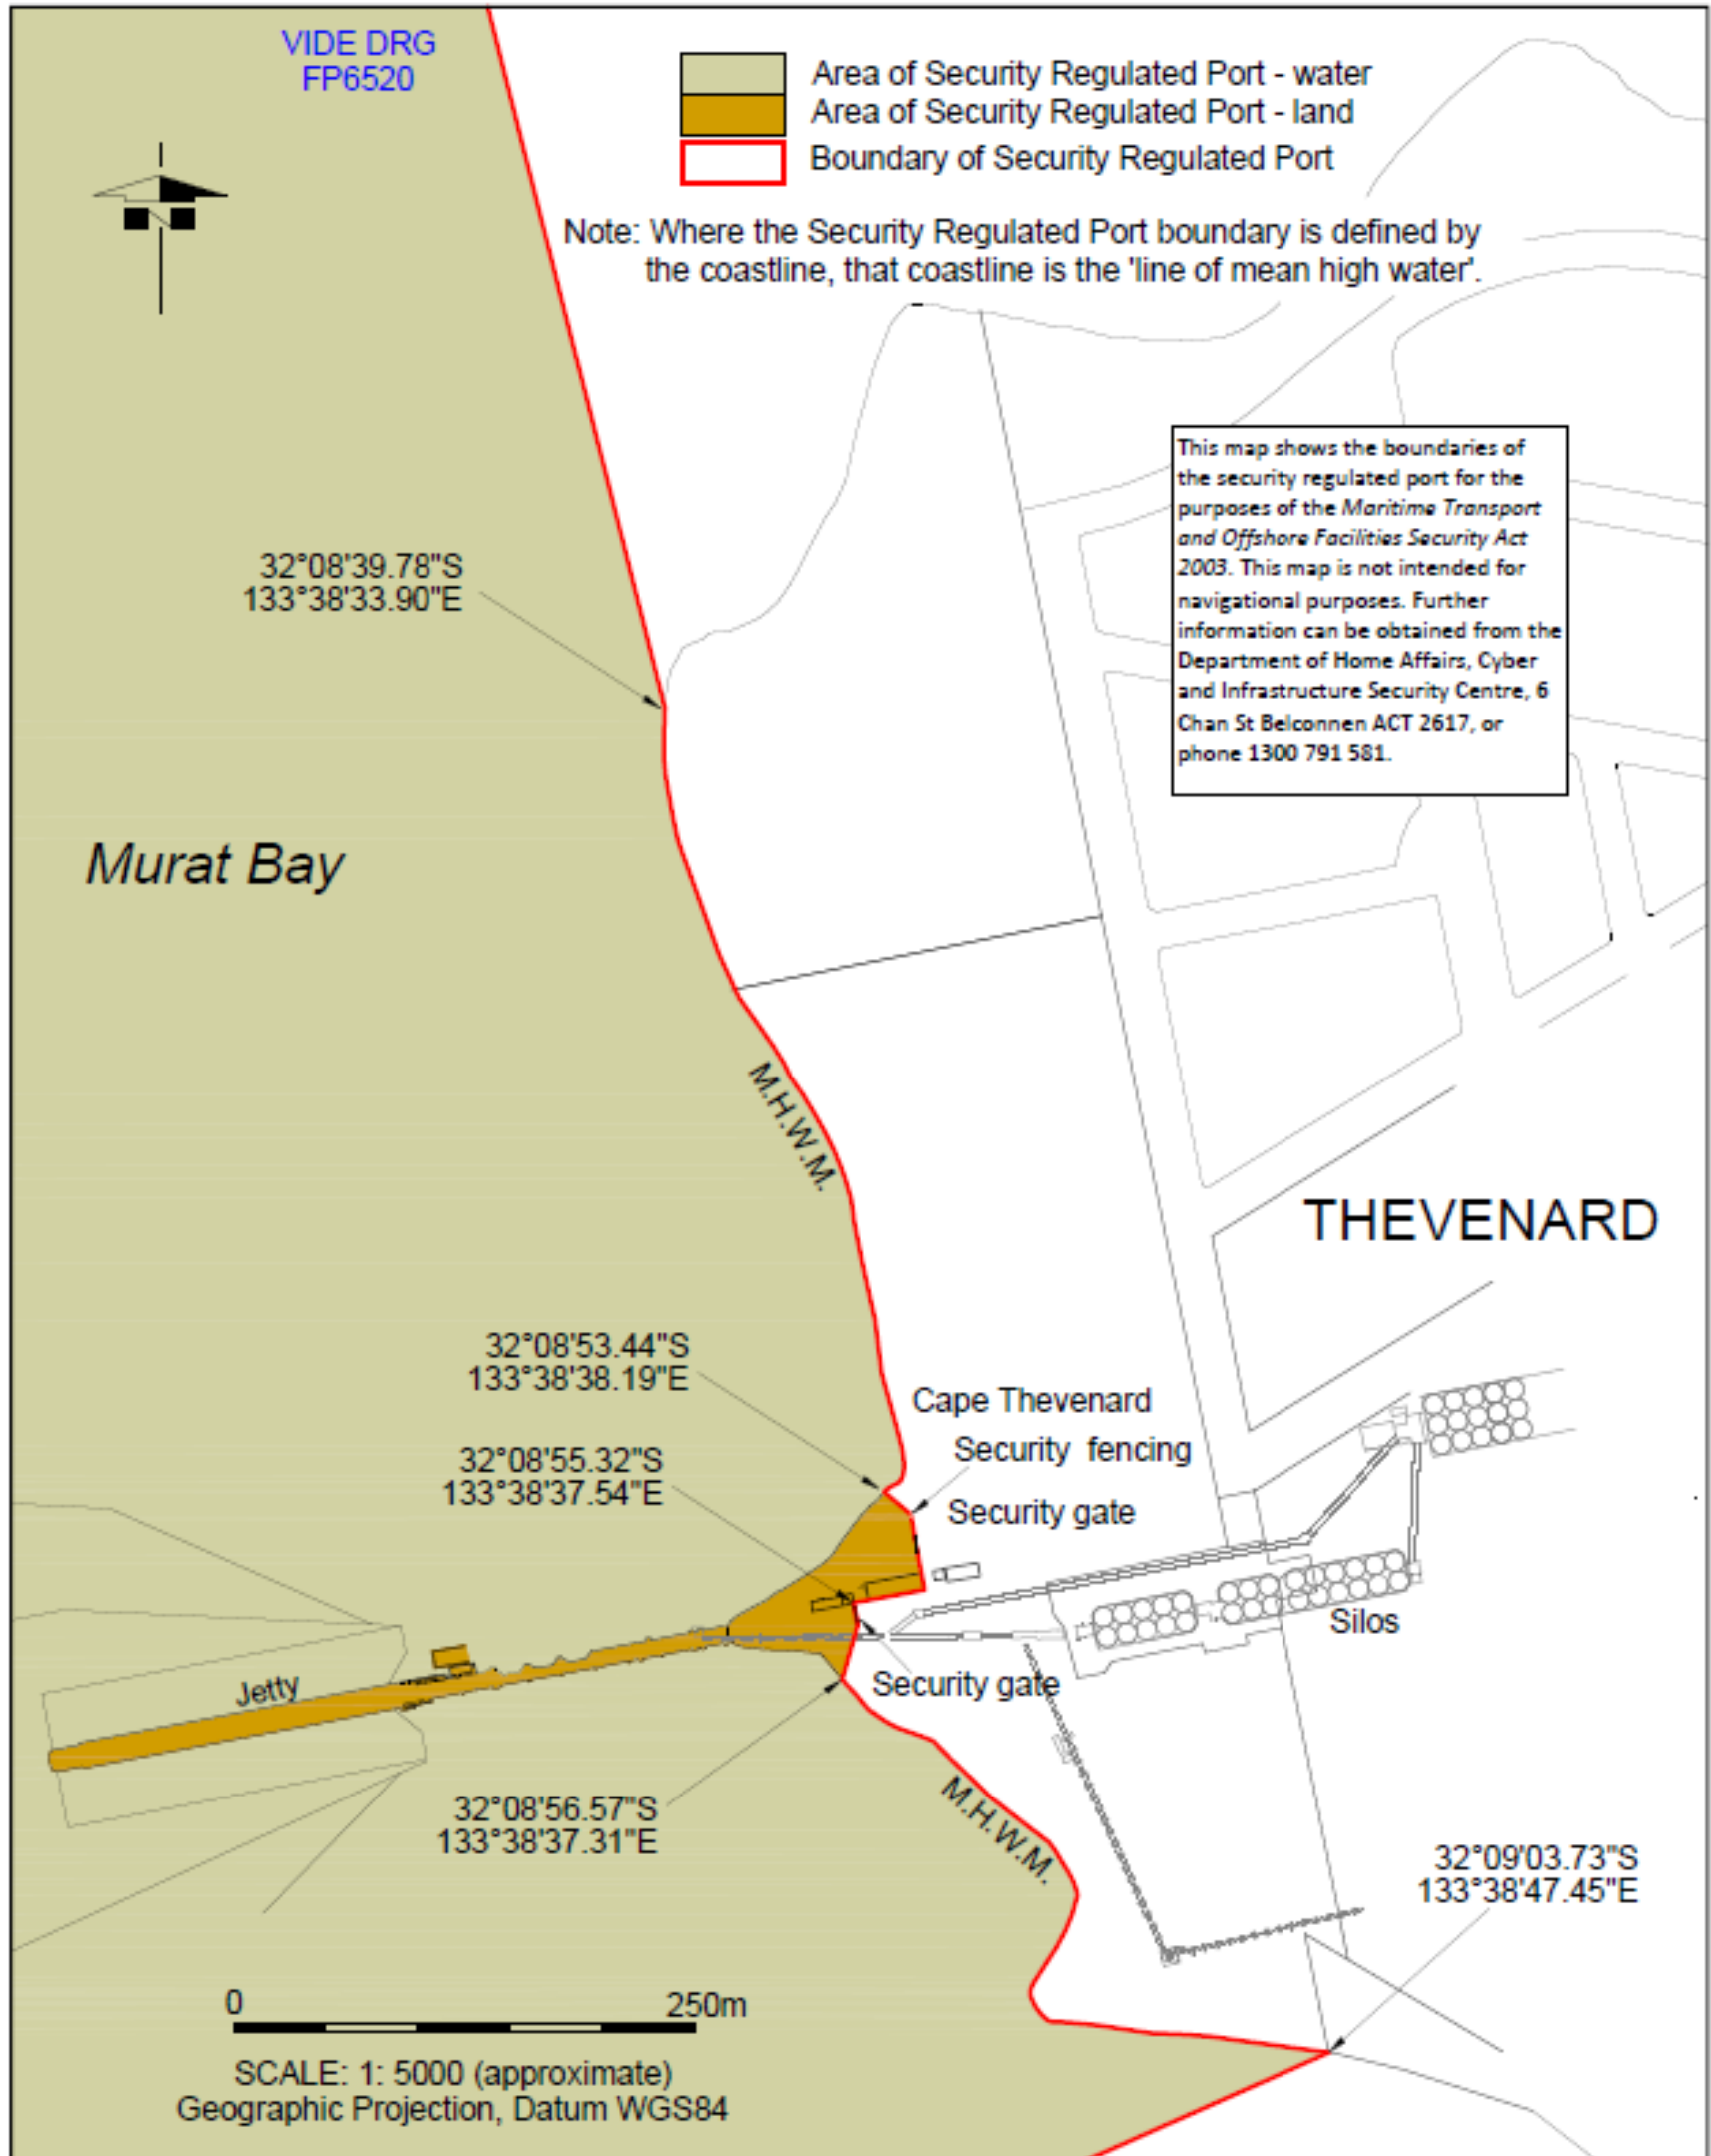 VIDE DRG
FP6520
Area of Security Regulated Port - water
Area of Security Regulated Port - land
Boundary of Security Regulated Port
Note: Where the Security Regulated Port boundary is defined by
the coastline, that coastline is the 'line of mean high water'.
This map shows the boundaries of
the security regulated port for the
purposes of the Maritime Transport
and Offshore Facilities Security Act
2003. This map is not intended for
navigational purposes. Further
information can be obtained from the
Department of Home Affairs, Cyber
and Infrastructure Security Centre, 6
Chan St Belconnen ACT 2617, or
phone 1300 791 581.
32°08'39.78"S
133°38'33.90"E
Murat Bay
M.H.W.M.
THEVENARD
32°08'53.44"S
133°38'38.19"E
Cape Thevenard
Security fencing
32°08'55.32"S
133°38'37.54"E
Security gate
Silos
Jetty
Security gate
32°08'56.57"S
133°38'37.31"E
M.H.W.M.
32°09'03.73"S
133°38'47.45"E
0 250m
SCALE: 1: 5000 (approximate)
Geographic Projection, Datum WGS84